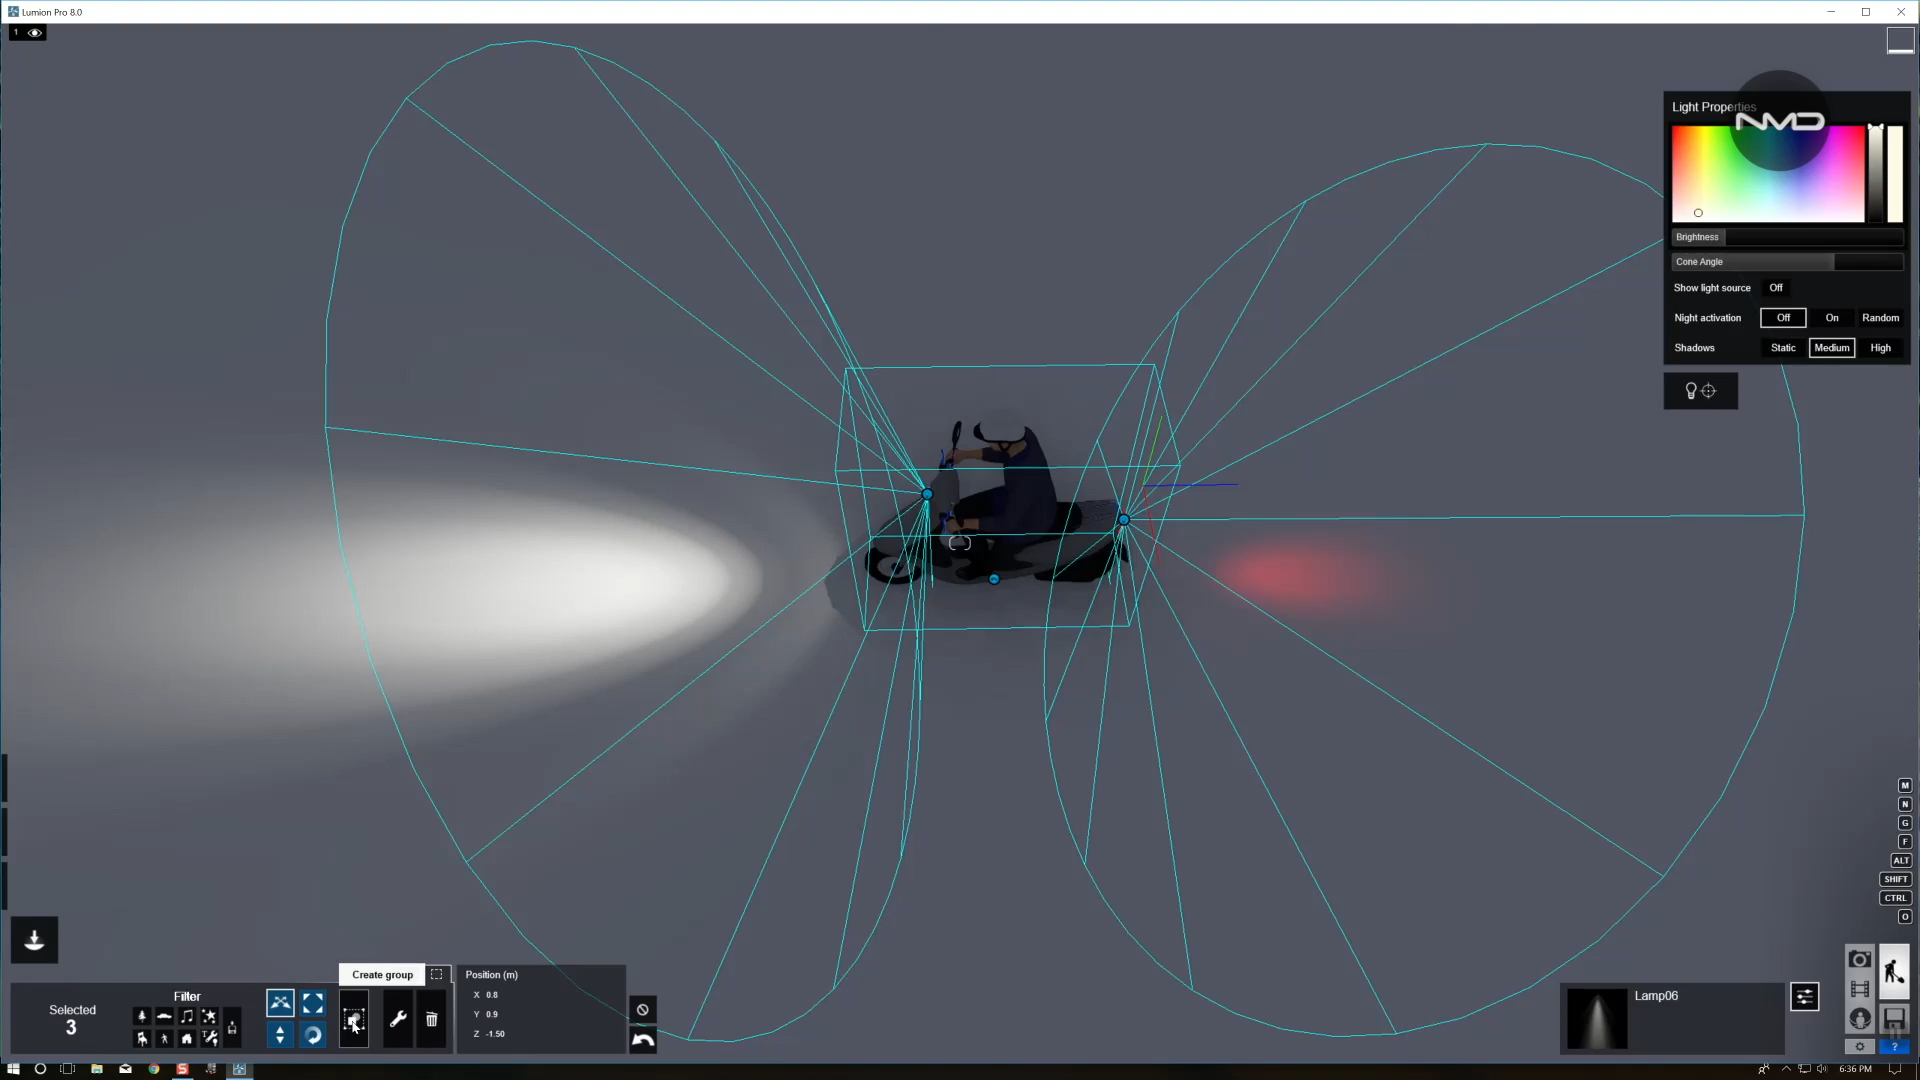 Lumion Pro 8.0
1
Light Properties
NMD
Brightness
Cone Angle
Show light source Off
Night activation Off On Random
Shadows Static Medium High
M
N
G
F
ALT
SHIFT
CTRL
O
Create group
Position (m)
X 0.8
Y 0.9
Z -1.50
Selected
3
Filter
Lamp06
?
S
6:36 PM